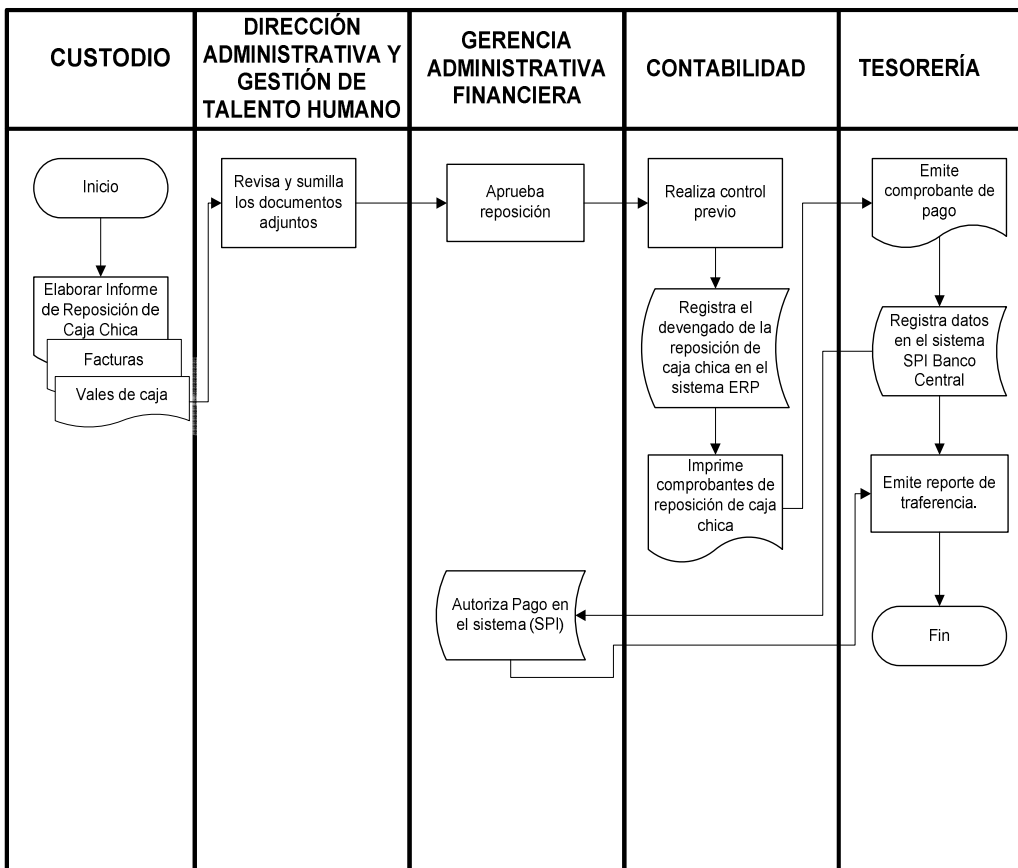 CUSTODIO
DIRECCIÓN
ADMINISTRATIVA Y
GESTIÓN DE
TALENTO HUMANO
GERENCIA
ADMINISTRATIVA
FINANCIERA
CONTABILIDAD
TESORERÍA
Inicio
Elaborar Informe
de Reposición de
Caja Chica
Facturas
Vales de caja
Revisa y sumilla
los documentos
adjuntos
Aprueba
reposición
Realiza control
previo
Registra el
devengado de la
reposición de
caja chica en el
sistema ERP
Imprime
comprobantes de
reposición de caja
chica
Emite
comprobante de
pago
Registra datos
en el sistema
SPI Banco
Central
Emite reporte de
traferencia.
Autoriza Pago en
el sistema (SPI)
Fin